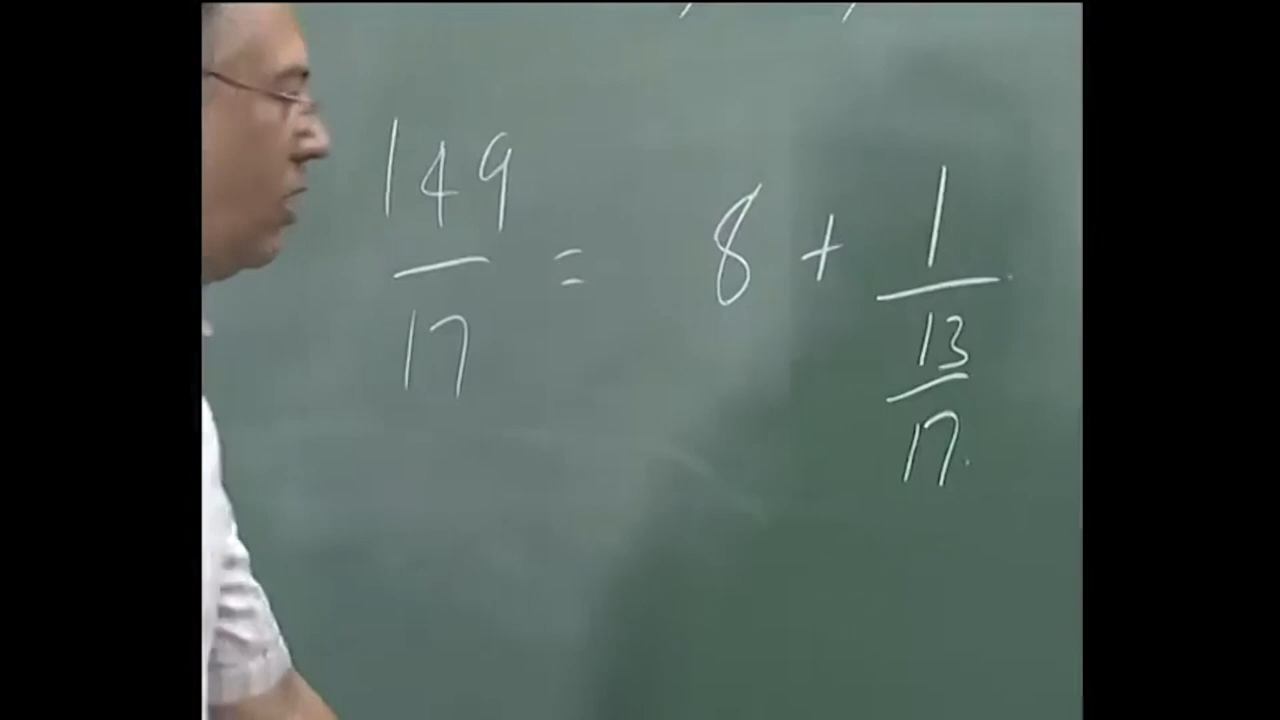 149/17 = 8 + 1/(13/17)